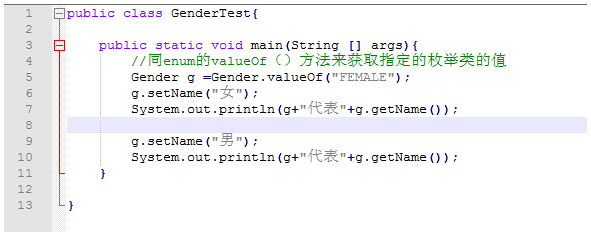 1 public class GenderTest{
2
3 public static void main(String [] args){
4 //同enum的valueOf（）方法来获取指定的枚举类的值
5 Gender g =Gender.valueOf("FEMALE");
6 g.setName("女");
7 System.out.println(g+"代表"+g.getName());
8
9 g.setName("男");
10 System.out.println(g+"代表"+g.getName());
11 }
12
13 }